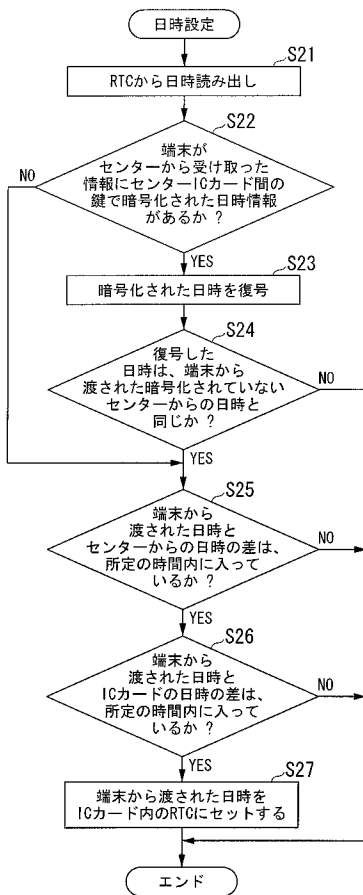 日時設定
S21
RTCから日時読み出し
S22
端末が
センターから受け取った
情報にセンターICカード間の
鍵で暗号化された日時情報
があるか ?
NO
YES
S23
暗号化された日時を復号
S24
復号した
日時は、端末から
渡された暗号化されていない
センターからの日時と
同じか ?
NO
YES
S25
端末から
渡された日時と
センターからの日時の差は、
所定の時間内に入って
いるか ?
NO
YES
S26
端末から
渡された日時と
ICカードの日時の差は、
所定の時間内に入って
いるか ?
NO
YES
S27
端末から渡された日時を
ICカード内のRTCにセットする
エンド